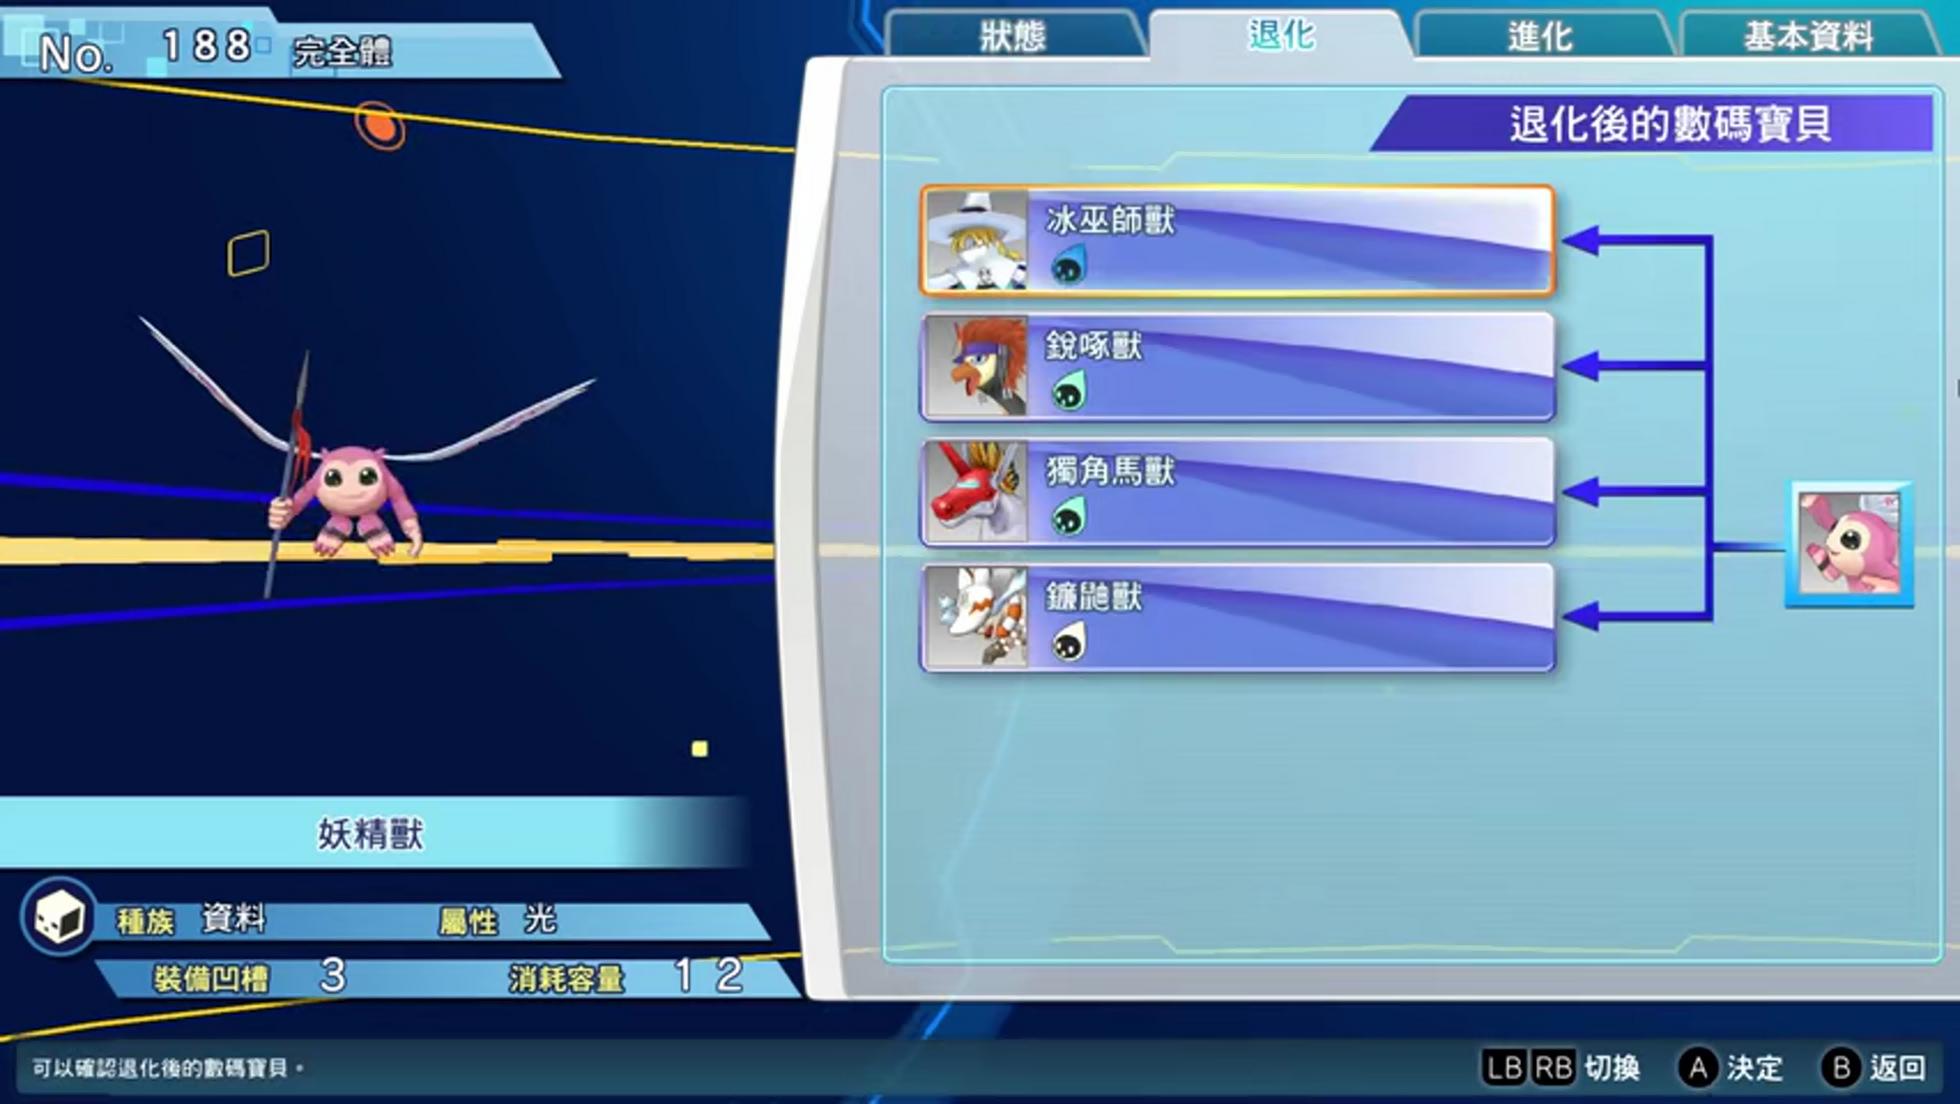 No. 188 完全體
狀態 退化 進化 基本資料
退化後的數碼寶貝
冰巫師獸
銳啄獸
獨角馬獸
鐮鼬獸
妖精獸
種族 資料 屬性 光
裝備凹槽 3 消耗容量 12
可以確認退化後的數碼寶貝。
LB RB 切換 A 決定 B 返回